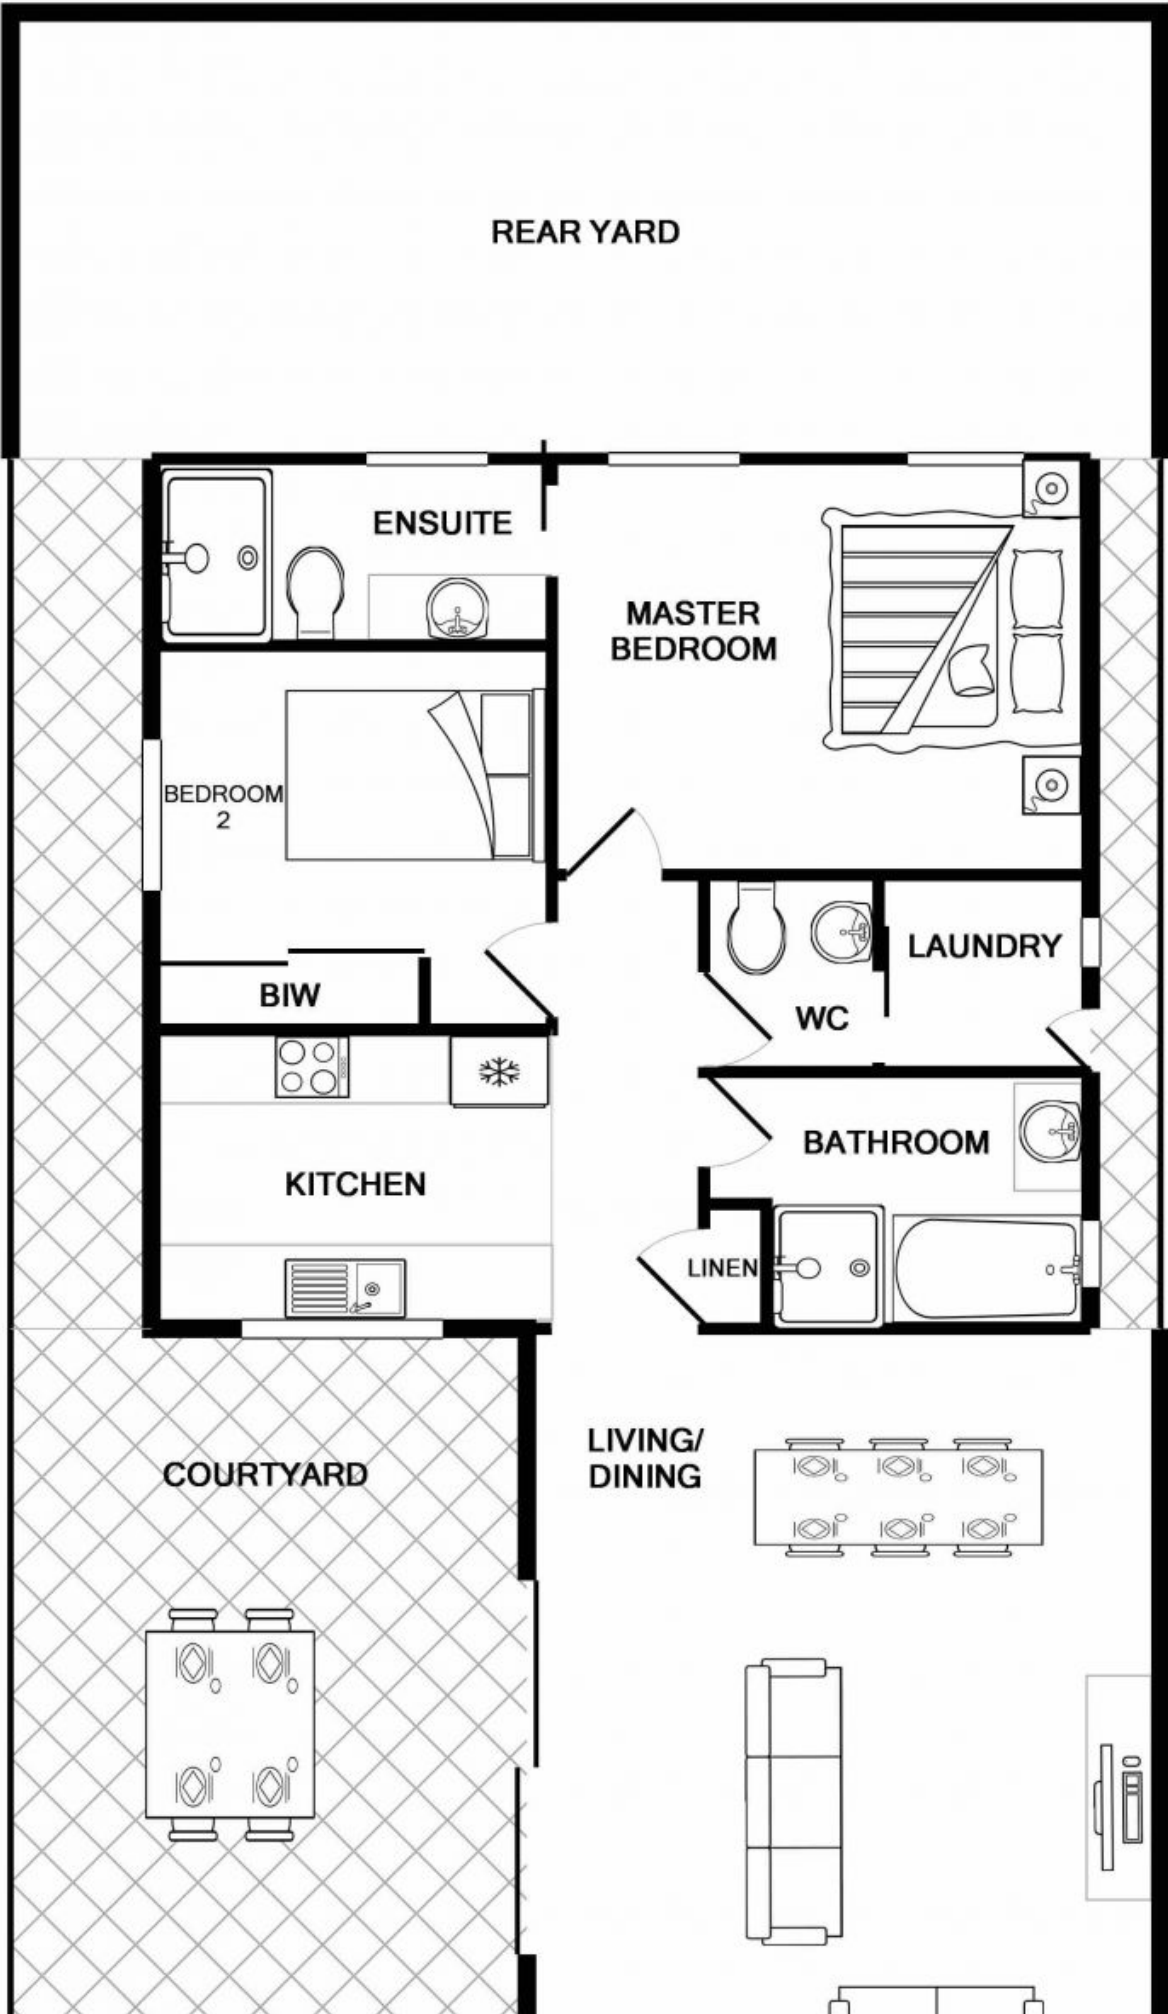 REAR YARD
ENSUITE
MASTER
BEDROOM
BEDROOM
2
LAUNDRY
BIW
WC
BATHROOM
KITCHEN
LINEN
LIVING/
DINING
COURTYARD